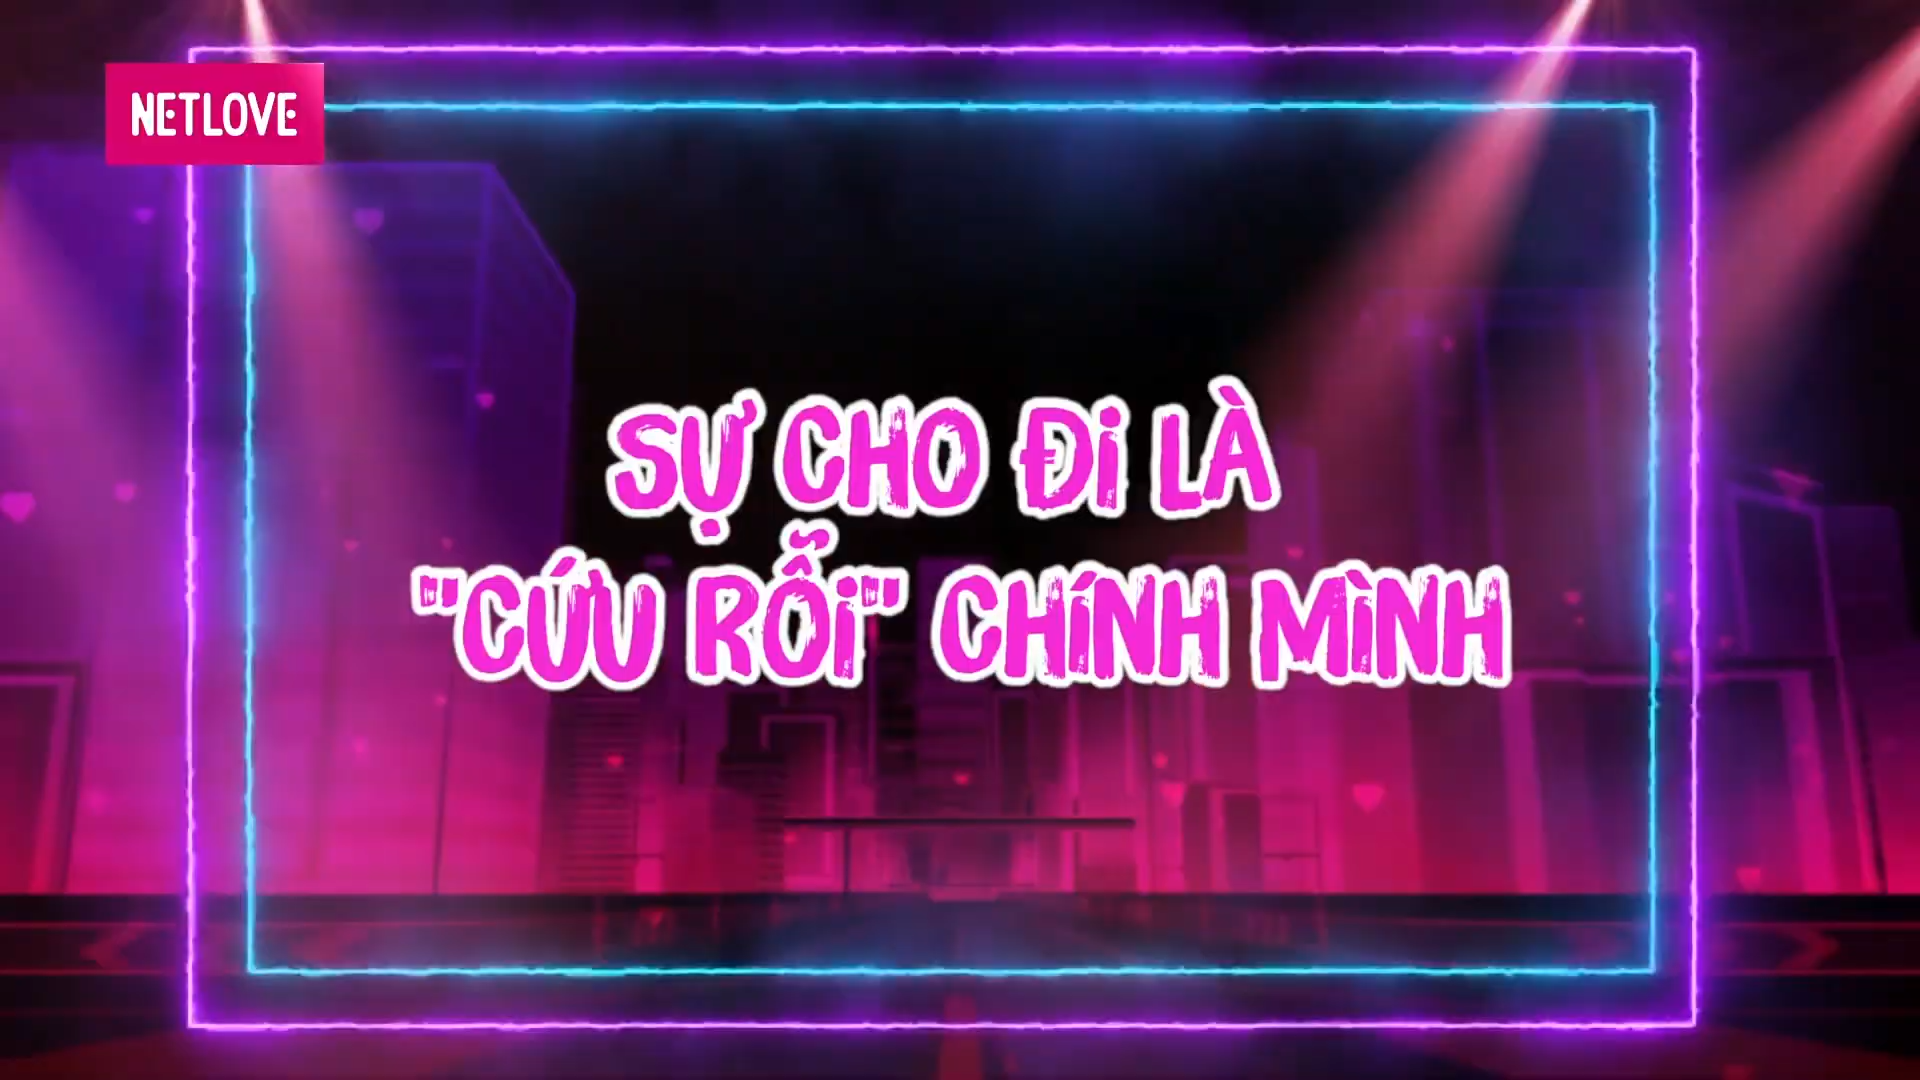 NETLOVE
SỰ CHO ĐI LÀ
"CỨU RỖI" CHÍNH MÌNH